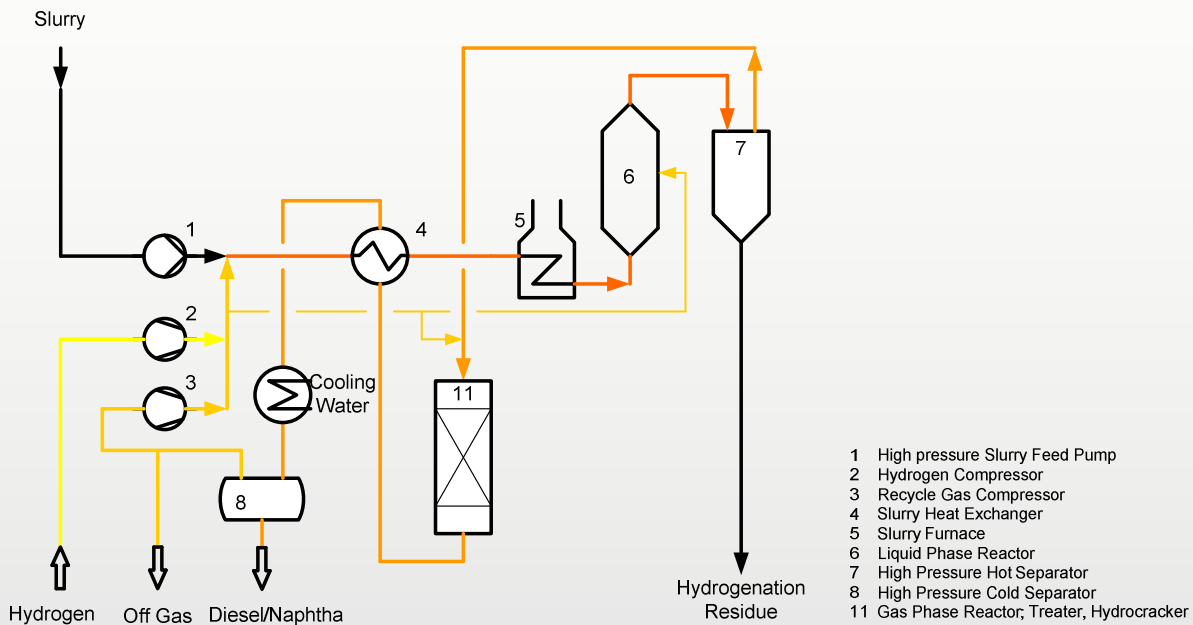 Slurry
1
2
3
4
5
6
7
Cooling
Water
11
8
Hydrogen
Off Gas
Diesel/Naphtha
Hydrogenation
Residue
1 High pressure Slurry Feed Pump
2 Hydrogen Compressor
3 Recycle Gas Compressor
4 Slurry Heat Exchanger
5 Slurry Furnace
6 Liquid Phase Reactor
7 High Pressure Hot Separator
8 High Pressure Cold Separator
11 Gas Phase Reactor; Treater, Hydrocracker